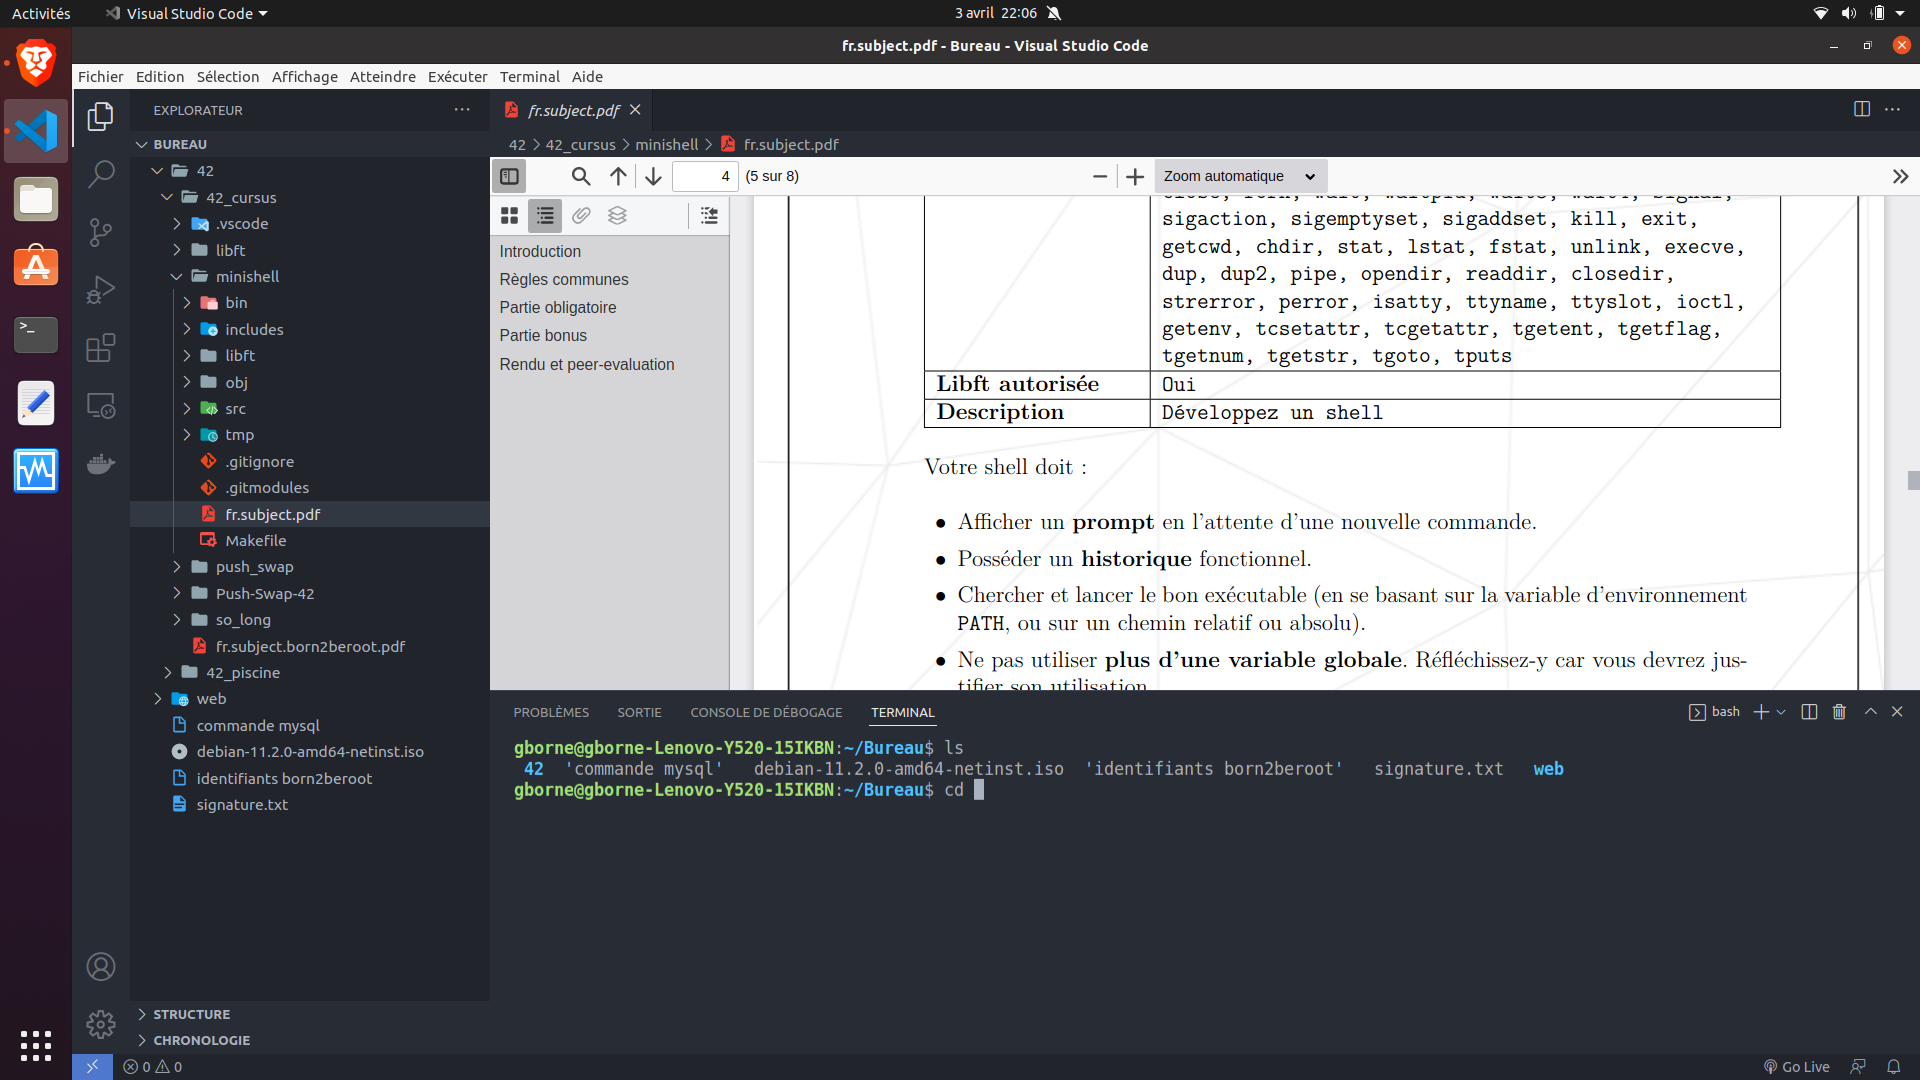 Activités
Visual Studio Code
3 avril 22:06
fr.subject.pdf - Bureau - Visual Studio Code
Fichier Edition Sélection Affichage Atteindre Exécuter Terminal Aide
EXPLORATEUR
BUREAU
42
42_cursus
.vscode
libft
minishell
bin
includes
libft
obj
src
tmp
.gitignore
.gitmodules
fr.subject.pdf
Makefile
push_swap
Push-Swap-42
so_long
fr.subject.born2beroot.pdf
42_piscine
web
commande mysql
debian-11.2.0-amd64-netinst.iso
identifiants born2beroot
signature.txt
STRUCTURE
CHRONOLOGIE
fr.subject.pdf
42 > 42_cursus > minishell > fr.subject.pdf
4 (5 sur 8)
Zoom automatique
Introduction
Règles communes
Partie obligatoire
Partie bonus
Rendu et peer-evaluation
sigaction, sigemptyset, sigaddset, kill, exit,
getcwd, chdir, stat, lstat, fstat, unlink, execve,
dup, dup2, pipe, opendir, readdir, closedir,
strerror, perror, isatty, ttyname, ttyslot, ioctl,
getenv, tcsetattr, tcgetattr, tgetent, tgetflag,
tgetnum, tgetstr, tgoto, tputs
Libft autorisée Oui
Description Développez un shell
Votre shell doit :
• Afficher un prompt en l'attente d'une nouvelle commande.
• Posséder un historique fonctionnel.
• Chercher et lancer le bon exécutable (en se basant sur la variable d'environnement
PATH, ou sur un chemin relatif ou absolu).
• Ne pas utiliser plus d'une variable globale. Réfléchissez-y car vous devrez jus-
tifier son utilisation
PROBLÈMES SORTIE CONSOLE DE DÉBOGAGE TERMINAL
bash
gborne@gborne-Lenovo-Y520-15IKBN:~/Bureau$ ls
42 'commande mysql' debian-11.2.0-amd64-netinst.iso 'identifiants born2beroot' signature.txt web
gborne@gborne-Lenovo-Y520-15IKBN:~/Bureau$ cd
0 0
Go Live